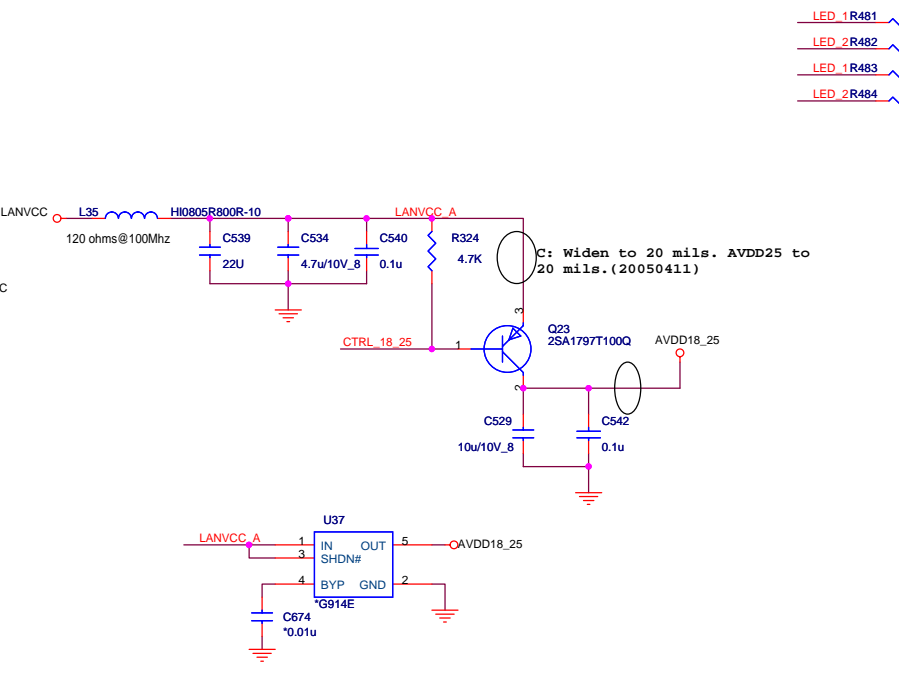 LED_1 R481
LED_2 R482
LED_1 R483
LED_2 R484
LANVCC
L35
HI0805R800R-10
LANVCC_A
120 ohms@100Mhz
C539
22U
C534
4.7u/10V_8
C540
0.1u
R324
4.7K
C: Widen to 20 mils. AVDD25 to
20 mils.(20050411)
C
3
CTRL_18_25
1
Q23
2SA1797T100Q
AVDD18_25
2
C529
10u/10V_8
C542
0.1u
U37
LANVCC_A
1
IN
OUT
5
AVDD18_25
3
SHDN#
4
BYP
GND
2
*G914E
C674
*0.01u